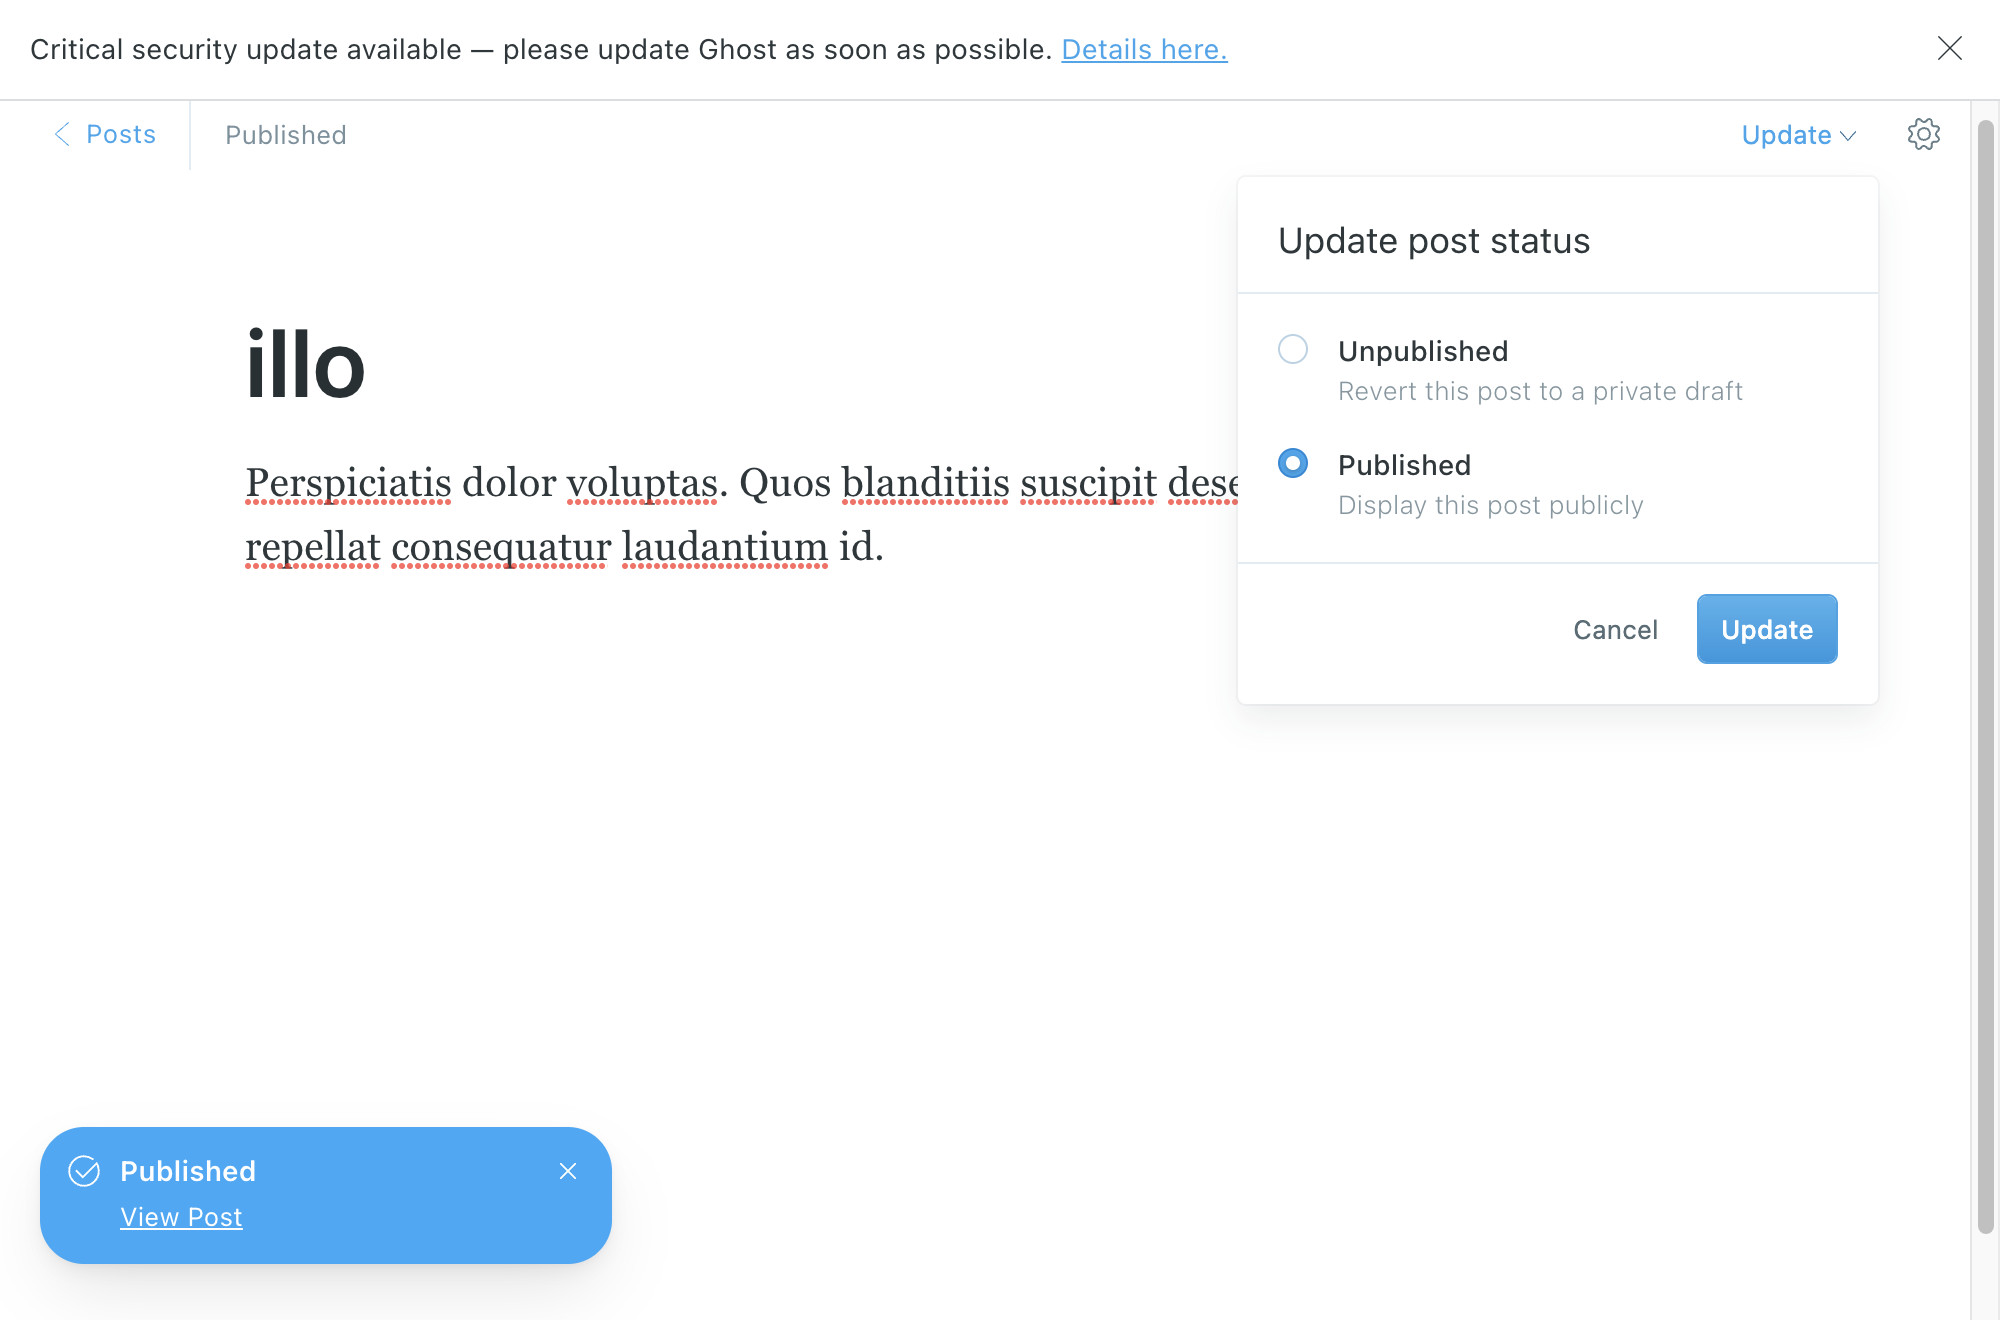 Critical security update available — please update Ghost as soon as possible. Details here.
Posts
Published
Update
Update post status
Unpublished
Revert this post to a private draft
Published
Display this post publicly
Cancel
Update
illo
Perspiciatis dolor voluptas. Quos blanditiis suscipit
repellat consequatur laudantium id.
Published
View Post